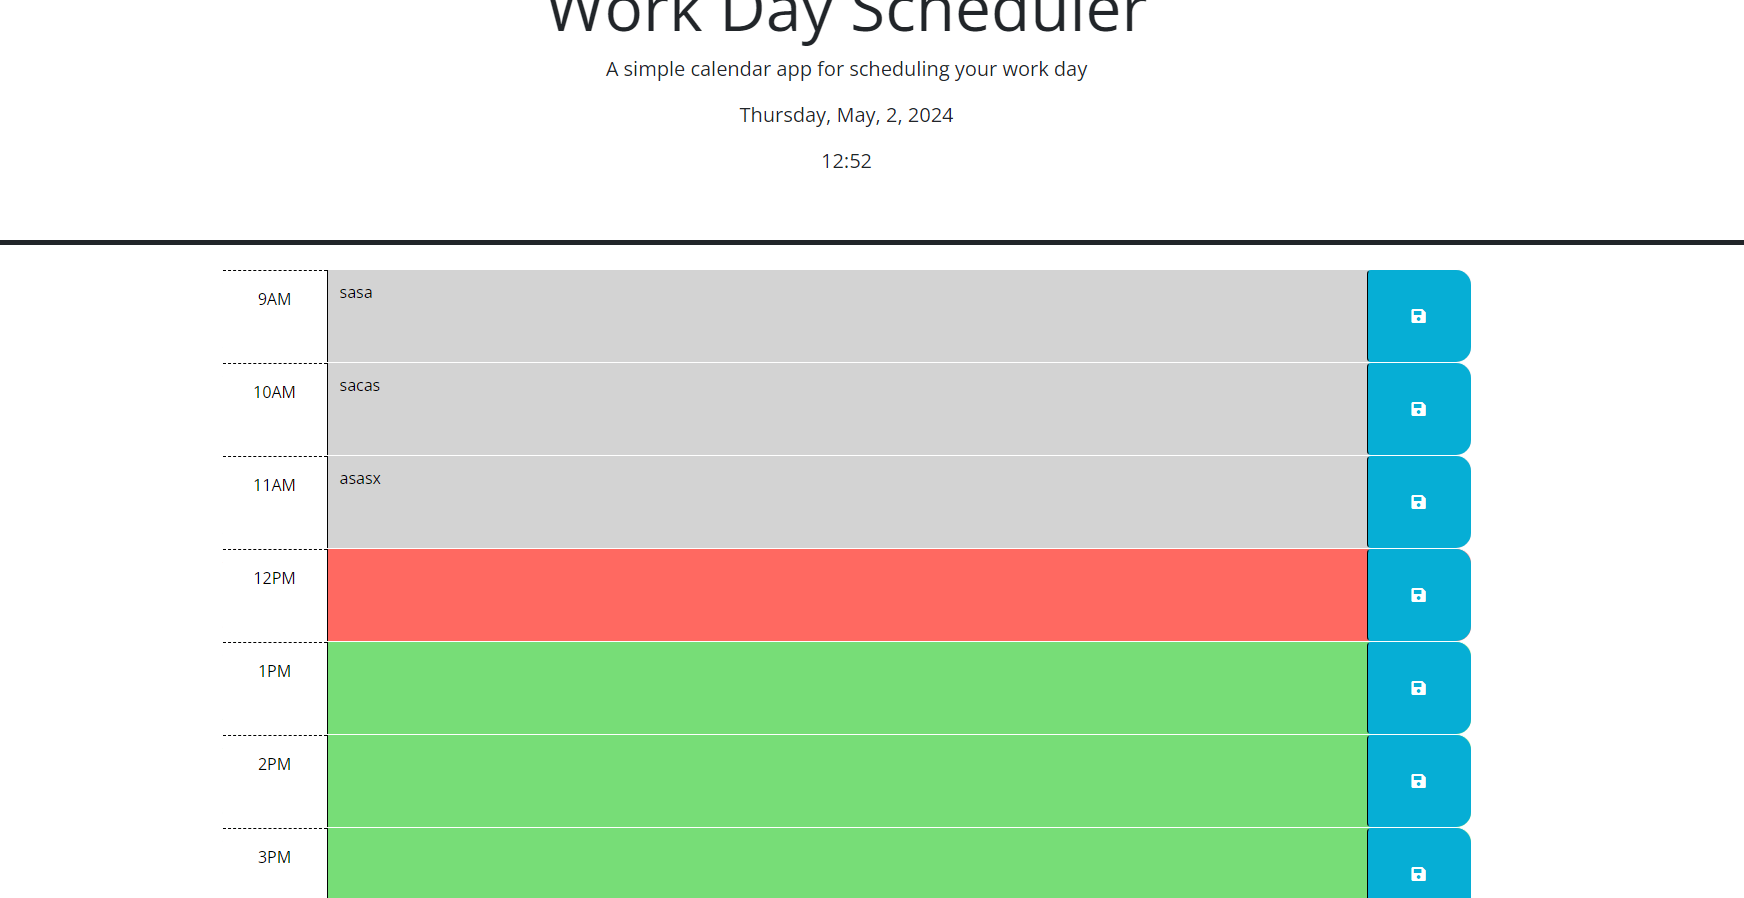 Work Day Scheduler
A simple calendar app for scheduling your work day
Thursday, May, 2, 2024
12:52
9AM sasa
10AM sacas
11AM asasx
12PM
1PM
2PM
3PM